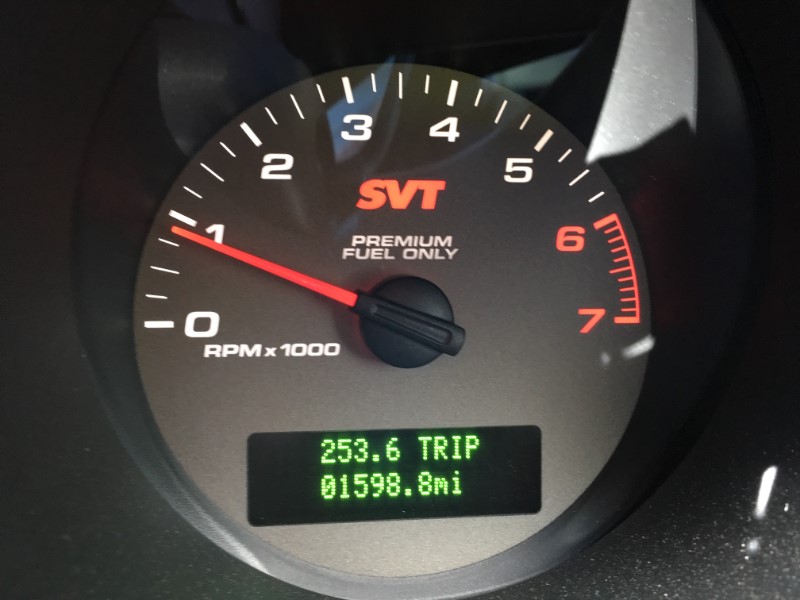 3 4
2 5
SVT
1 6
PREMIUM
FUEL ONLY
0 7
RPM x 1000
253.6 TRIP
01598.8mi